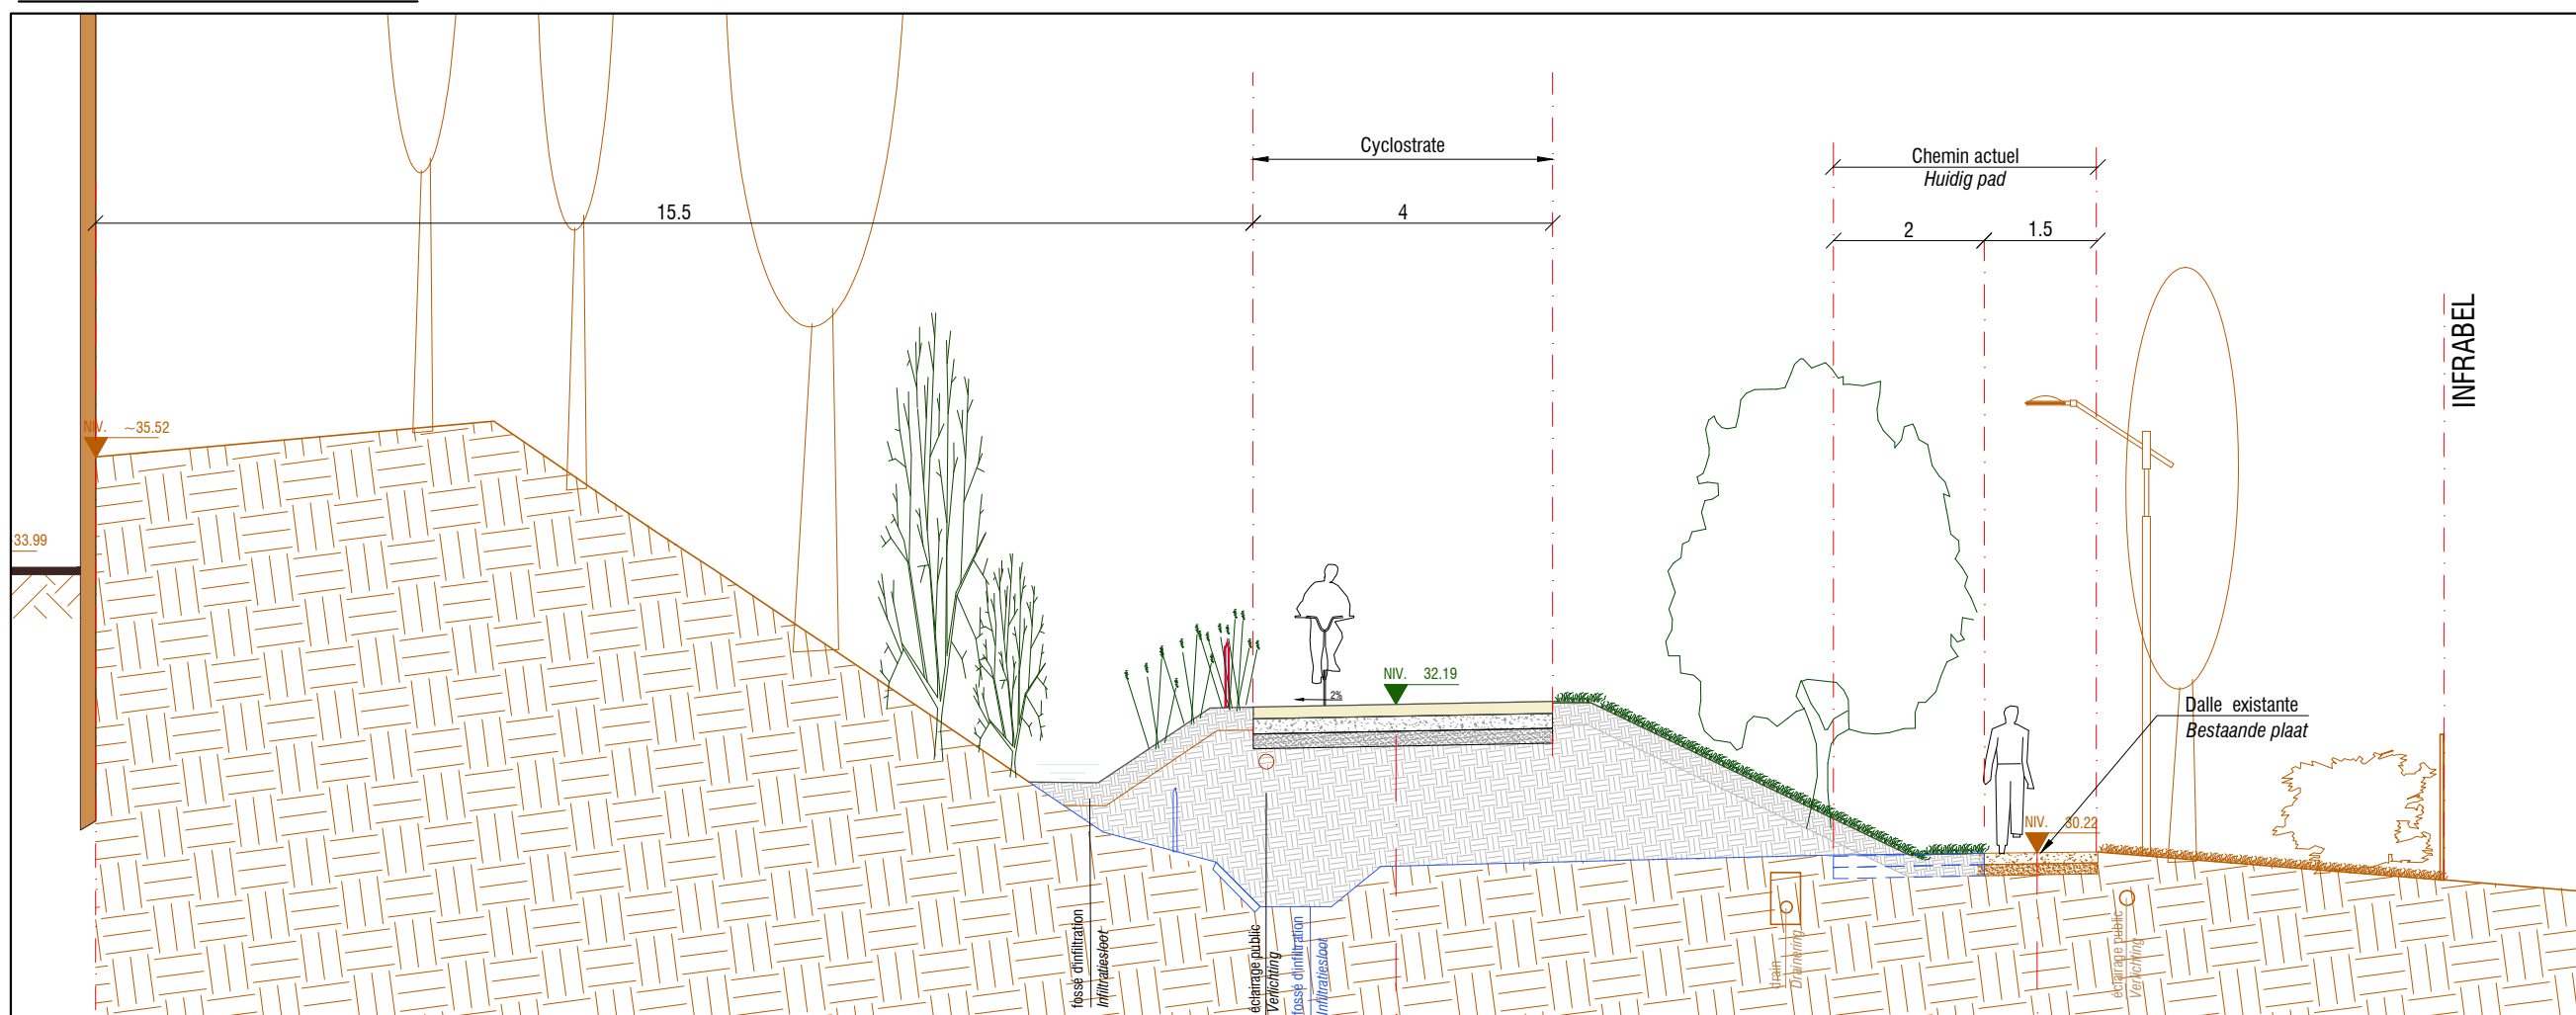 Cyclostrate
Chemin actuel
Huidig pad
15.5
4
2
1.5
INFRABEL
NIV. ~35.52
33.99
2%
NIV. 32.19
Dalle existante
Bestaande plaat
NIV. 30.22
fossé d'infiltration
Infiltratiesloot
éclairage public
Verlichting
fossé d'infiltration
Infiltratiesloot
drain
Drainering
éclairage public
Verlichting